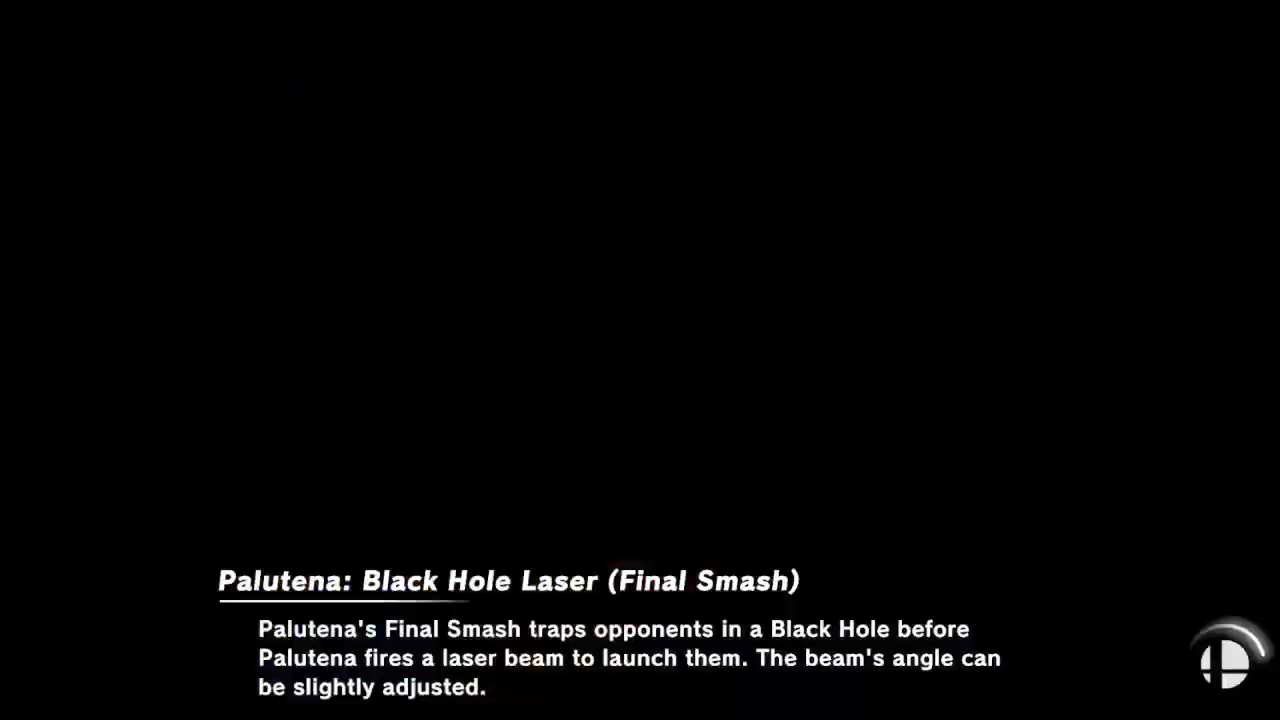 Palutena: Black Hole Laser (Final Smash)
Palutena's Final Smash traps opponents in a Black Hole before
Palutena fires a laser beam to launch them. The beam's angle can
be slightly adjusted.